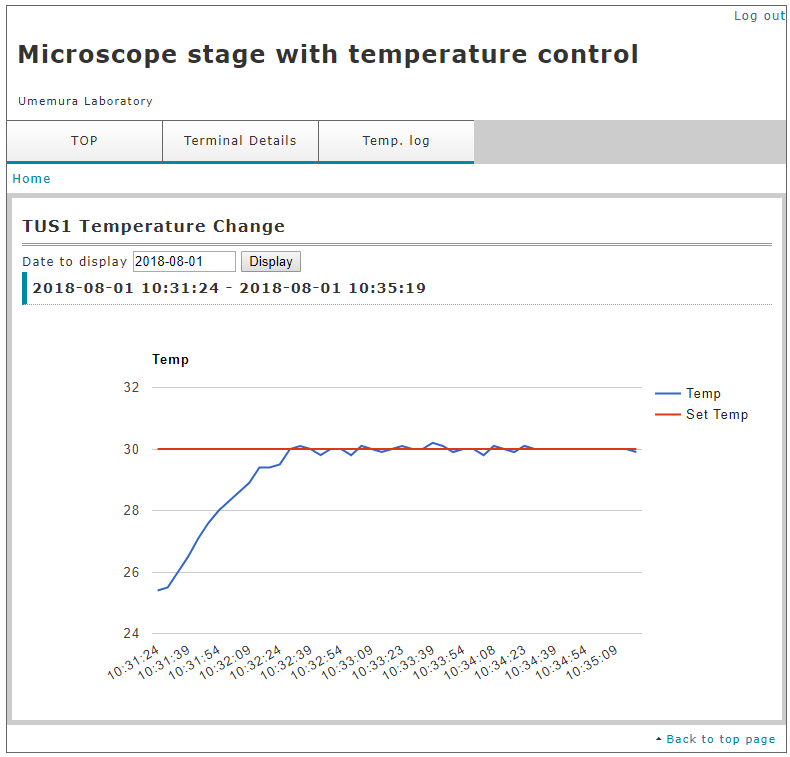 Log out
Microscope stage with temperature control
Umemura Laboratory
TOP Terminal Details Temp. log
Home
TUS1 Temperature Change
Date to display 2018-08-01 Display
2018-08-01 10:31:24 - 2018-08-01 10:35:19
Temp
32
Temp
Set Temp
30
28
26
24
10:31:24 10:31:39 10:31:54 10:32:09 10:32:24 10:32:39 10:32:54 10:33:09 10:33:23 10:33:39 10:33:54 10:34:08 10:34:23 10:34:39 10:34:54 10:35:09
Back to top page